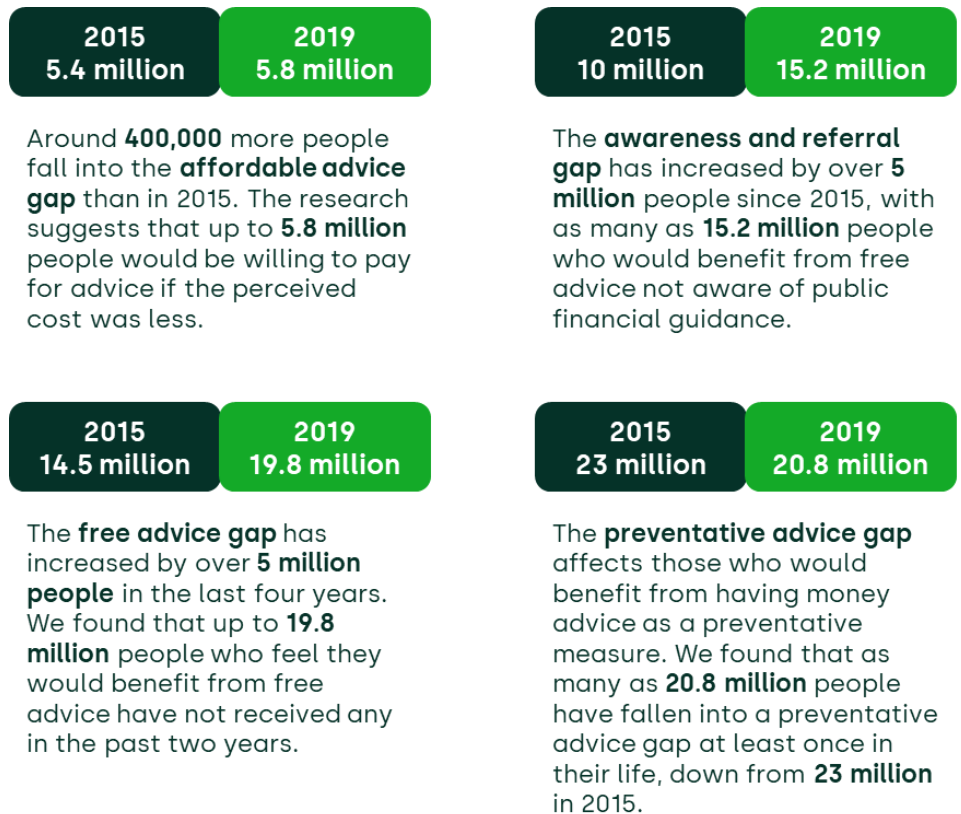 2015
5.4 million
2019
5.8 million
Around 400,000 more people
fall into the affordable advice
gap than in 2015. The research
suggests that up to 5.8 million
people would be willing to pay
for advice if the perceived
cost was less.
2015
10 million
2019
15.2 million
The awareness and referral
gap has increased by over 5
million people since 2015, with
as many as 15.2 million people
who would benefit from free
advice not aware of public
financial guidance.
2015
14.5 million
2019
19.8 million
The free advice gap has
increased by over 5 million
people in the last four years.
We found that up to 19.8
million people who feel they
would benefit from free
advice have not received any
in the past two years.
2015
23 million
2019
20.8 million
The preventative advice gap
affects those who would
benefit from having money
advice as a preventative
measure. We found that as
many as 20.8 million people
have fallen into a preventative
advice gap at least once in
their life, down from 23 million
in 2015.